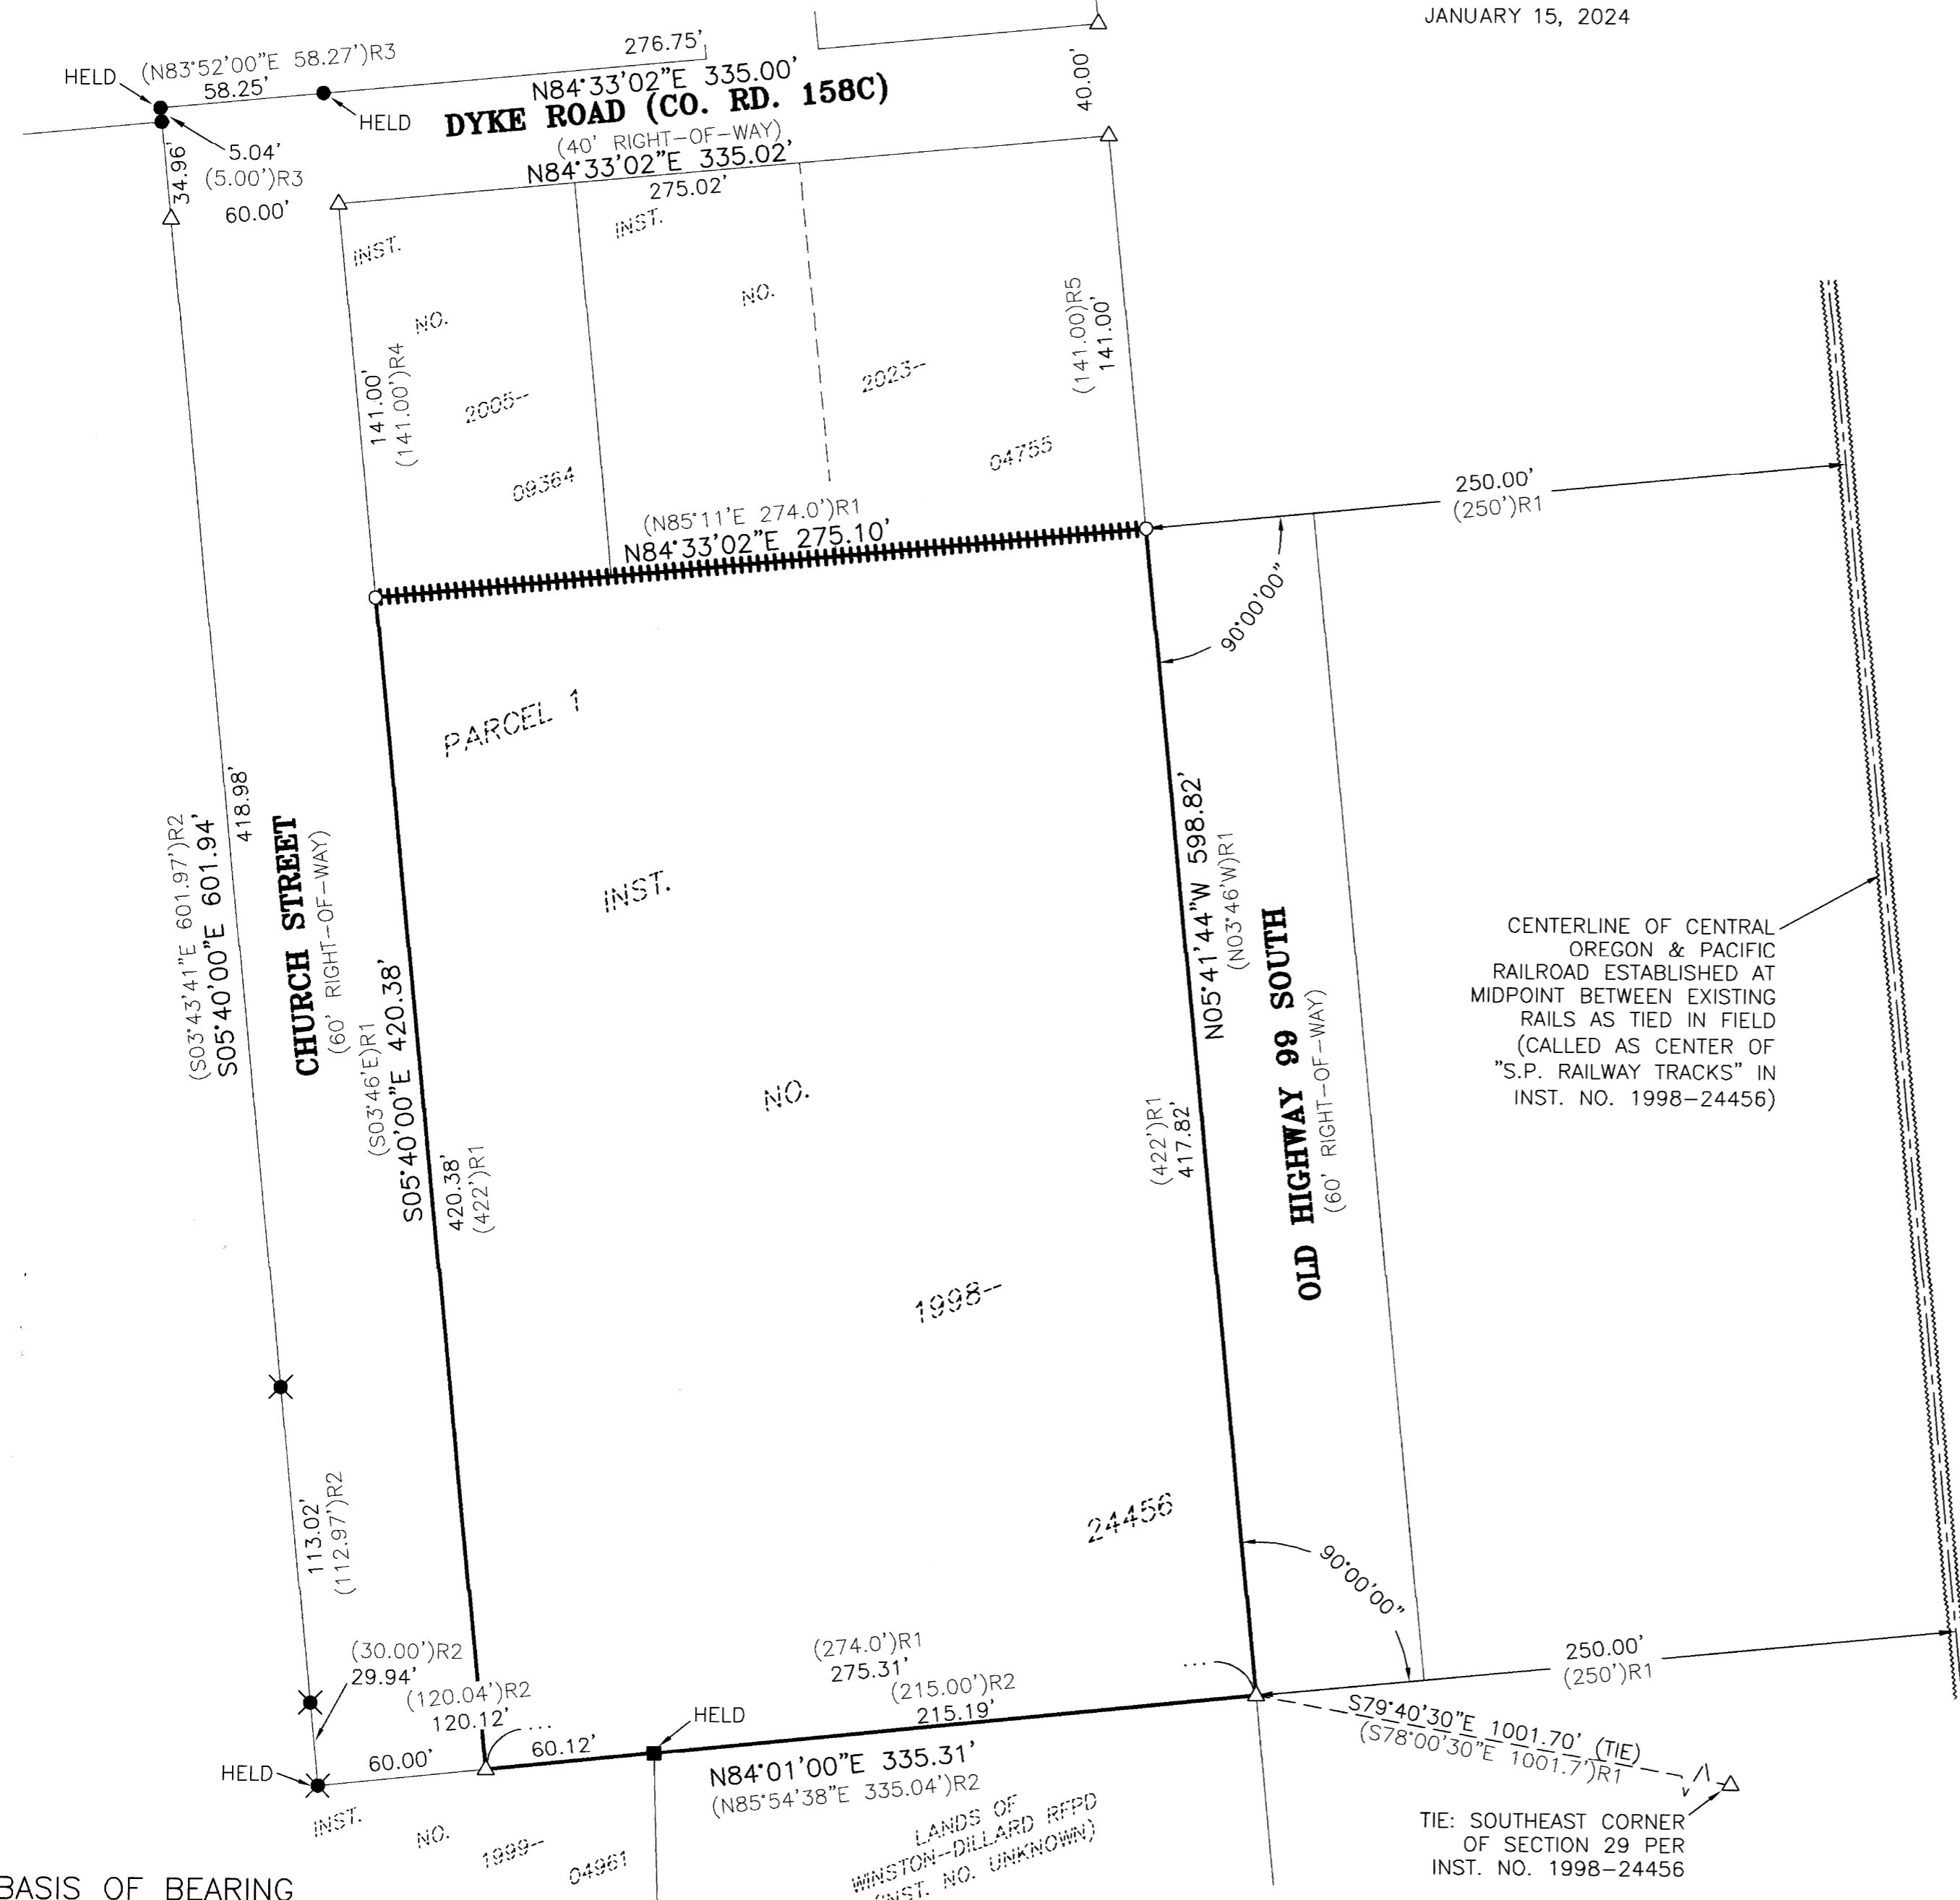 JANUARY 15, 2024
(N83°52'00"E 58.27')R3
HELD
58.25'
276.75'
N84°33'02"E 335.00'
HELD
DYKE ROAD (CO. RD. 158C)
(40' RIGHT-OF-WAY)
N84°33'02"E 335.02'
275.02'
40.00'
5.04'
(5.00')R3
34.96'
60.00'
INST.
NO.
2005--
09364
INST.
NO.
2023--
04755
141.00'
(141.00')R4
(141.00)R5
141.00'
(N85°11'E 274.0')R1
N84°33'02"E 275.10'
250.00'
(250')R1
90°00'00"
PARCEL 1
INST.
NO.
1998--
24456
(S03°43'41"E 601.97')R2
S05°40'00"E 601.94'
418.98'
CHURCH STREET
(60' RIGHT-OF-WAY)
(S03°46'E)R1
S05°40'00"E 420.38'
420.38'
(422')R1
N05°41'44"W 598.82'
(N03°46'W)R1
(422')R1
417.82'
OLD HIGHWAY 99 SOUTH
(60' RIGHT-OF-WAY)
CENTERLINE OF CENTRAL
OREGON & PACIFIC
RAILROAD ESTABLISHED AT
MIDPOINT BETWEEN EXISTING
RAILS AS TIED IN FIELD
(CALLED AS CENTER OF
"S.P. RAILWAY TRACKS" IN
INST. NO. 1998-24456)
113.02'
(112.97')R2
(30.00')R2
29.94'
(120.04')R2
120.12'
...
60.00'
60.12'
HELD
HELD
(274.0')R1
275.31'
(215.00')R2
215.19'
...
N84°01'00"E 335.31'
(N85°54'38"E 335.04')R2
90°00'00"
250.00'
(250')R1
S79°40'30"E 1001.70' (TIE)
(S78°00'30"E 1001.7')R1
TIE: SOUTHEAST CORNER
OF SECTION 29 PER
INST. NO. 1998-24456
INST.
NO.
1999--
04961
LANDS OF
WINSTON--DILLARD RFPD
(INST. NO. UNKNOWN)
BASIS OF BEARING